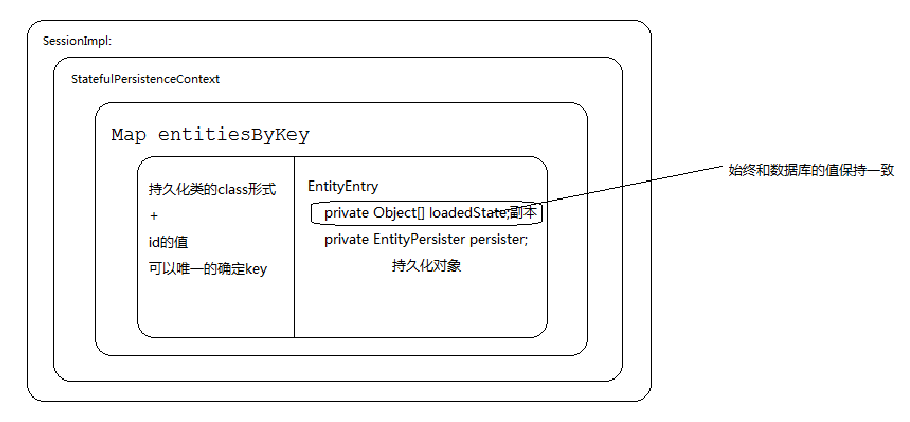 SessionImpl:
StatefulPersistenceContext
Map entitiesByKey
持久化类的class形式
+
id的值
可以唯一的确定key
EntityEntry
private Object[] loadedState;副本
private EntityPersister persister;
持久化对象
始终和数据库的值保持一致